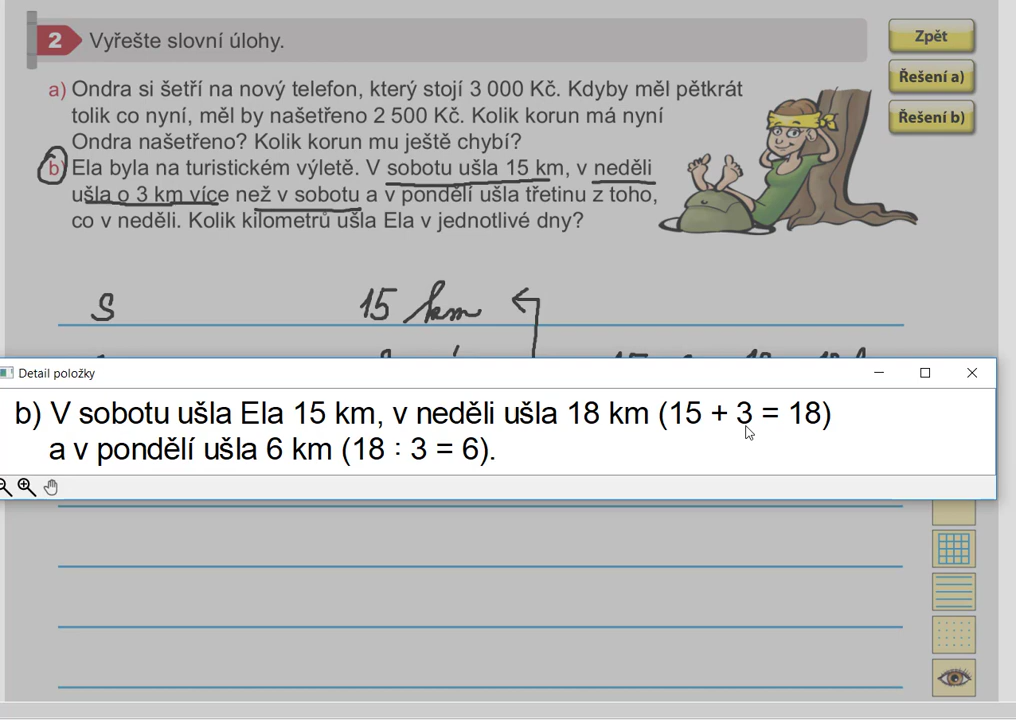 2 Vyřešte slovní úlohy.
Zpět
Řešení a)
Řešení b)
a) Ondra si šetří na nový telefon, který stojí 3 000 Kč. Kdyby měl pětkrát
tolik co nyní, měl by našetřeno 2 500 Kč. Kolik korun má nyní
Ondra našetřeno? Kolik korun mu ještě chybí?
b) Ela byla na turistickém výletě. V sobotu ušla 15 km, v neděli
ušla o 3 km více než v sobotu a v pondělí ušla třetinu z toho,
co v neděli. Kolik kilometrů ušla Ela v jednotlivé dny?
S 15 km
Detail položky
b) V sobotu ušla Ela 15 km, v neděli ušla 18 km (15 + 3 = 18)
a v pondělí ušla 6 km (18 : 3 = 6).